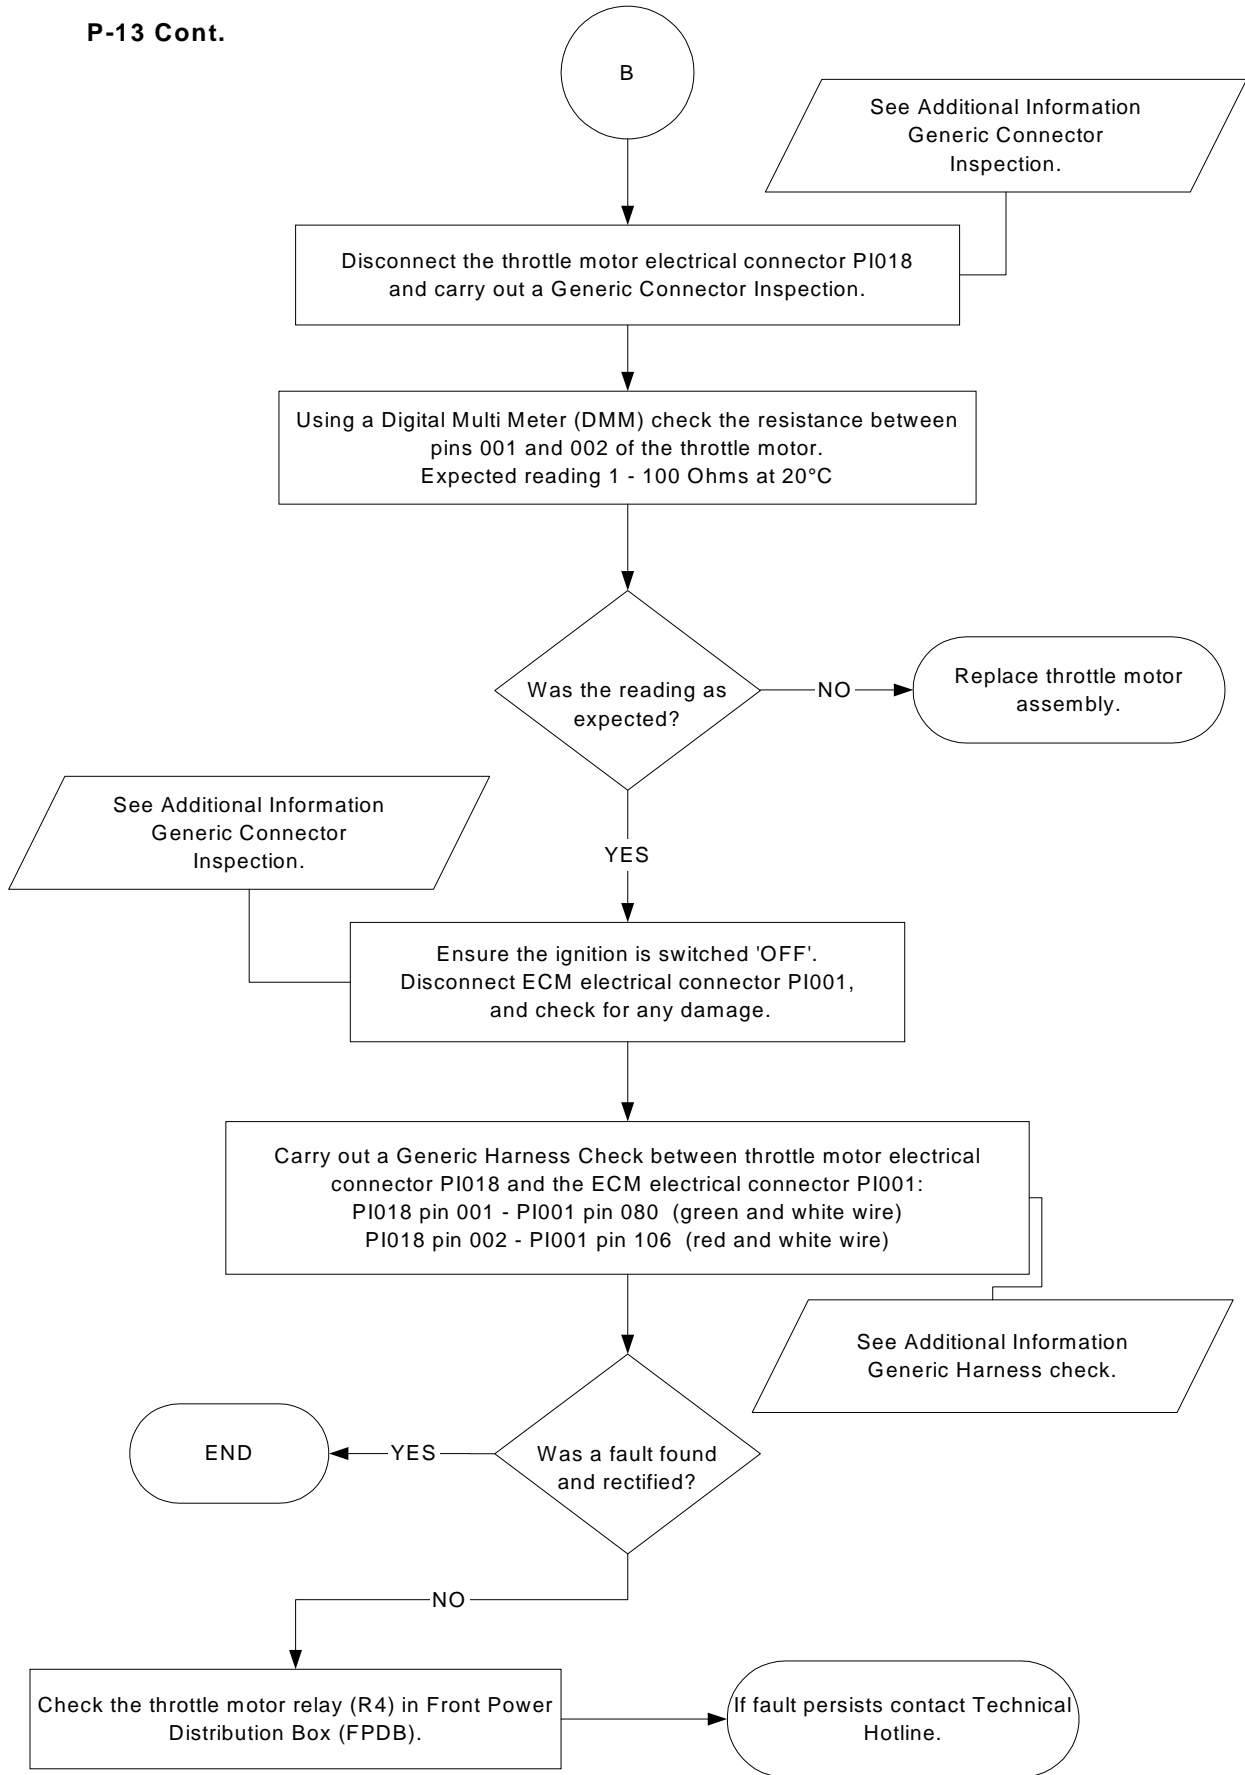 P-13 Cont.
B
See Additional Information
Generic Connector
Inspection.
Disconnect the throttle motor electrical connector PI018
and carry out a Generic Connector Inspection.
Using a Digital Multi Meter (DMM) check the resistance between
pins 001 and 002 of the throttle motor.
Expected reading 1 - 100 Ohms at 20°C
Was the reading as
expected?
NO
Replace throttle motor
assembly.
See Additional Information
Generic Connector
Inspection.
YES
Ensure the ignition is switched 'OFF'.
Disconnect ECM electrical connector PI001,
and check for any damage.
Carry out a Generic Harness Check between throttle motor electrical
connector PI018 and the ECM electrical connector PI001:
PI018 pin 001 - PI001 pin 080 (green and white wire)
PI018 pin 002 - PI001 pin 106 (red and white wire)
See Additional Information
Generic Harness check.
Was a fault found
and rectified?
YES
END
NO
Check the throttle motor relay (R4) in Front Power
Distribution Box (FPDB).
If fault persists contact Technical
Hotline.